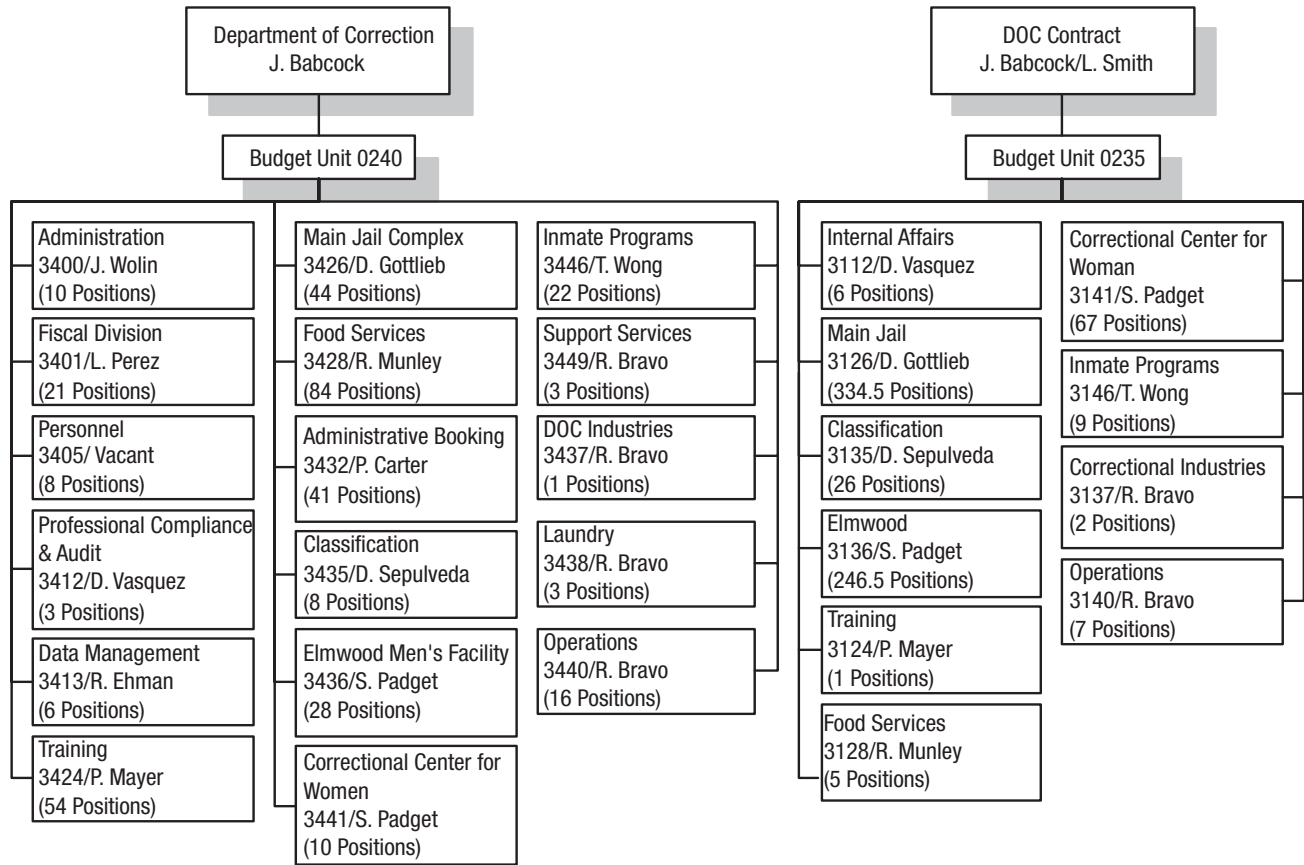 Department of Correction
J. Babcock
Budget Unit 0240
Administration
3400/J. Wolin
(10 Positions)
Fiscal Division
3401/L. Perez
(21 Positions)
Personnel
3405/ Vacant
(8 Positions)
Professional Compliance
& Audit
3412/D. Vasquez
(3 Positions)
Data Management
3413/R. Ehman
(6 Positions)
Training
3424/P. Mayer
(54 Positions)
Main Jail Complex
3426/D. Gottlieb
(44 Positions)
Food Services
3428/R. Munley
(84 Positions)
Administrative Booking
3432/P. Carter
(41 Positions)
Classification
3435/D. Sepulveda
(8 Positions)
Elmwood Men's Facility
3436/S. Padget
(28 Positions)
Correctional Center for
Women
3441/S. Padget
(10 Positions)
Inmate Programs
3446/T. Wong
(22 Positions)
Support Services
3449/R. Bravo
(3 Positions)
DOC Industries
3437/R. Bravo
(1 Positions)
Laundry
3438/R. Bravo
(3 Positions)
Operations
3440/R. Bravo
(16 Positions)
DOC Contract
J. Babcock/L. Smith
Budget Unit 0235
Internal Affairs
3112/D. Vasquez
(6 Positions)
Main Jail
3126/D. Gottlieb
(334.5 Positions)
Classification
3135/D. Sepulveda
(26 Positions)
Elmwood
3136/S. Padget
(246.5 Positions)
Training
3124/P. Mayer
(1 Positions)
Food Services
3128/R. Munley
(5 Positions)
Correctional Center for
Woman
3141/S. Padget
(67 Positions)
Inmate Programs
3146/T. Wong
(9 Positions)
Correctional Industries
3137/R. Bravo
(2 Positions)
Operations
3140/R. Bravo
(7 Positions)